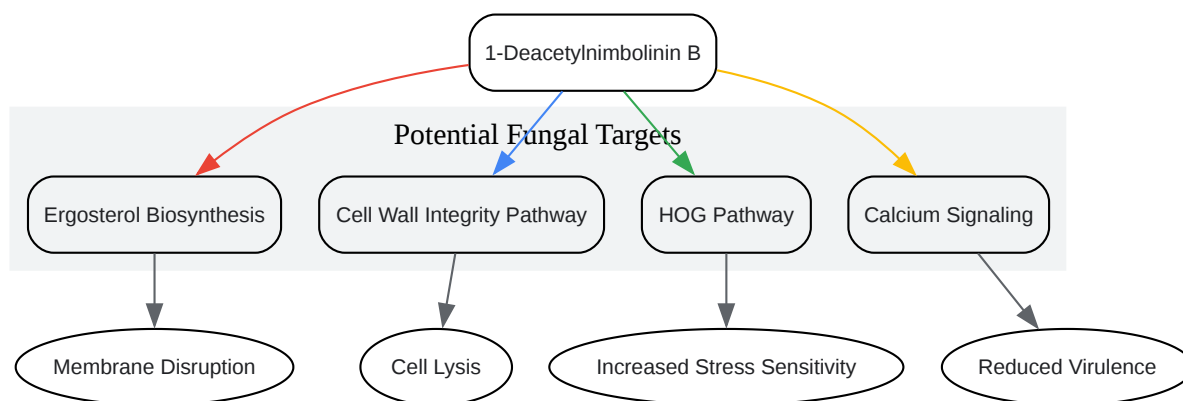 1-Deacetylnimbolinin B
Potential Fungal Targets
Ergosterol Biosynthesis
Cell Wall Integrity Pathway
HOG Pathway
Calcium Signaling
Membrane Disruption
Cell Lysis
Increased Stress Sensitivity
Reduced Virulence